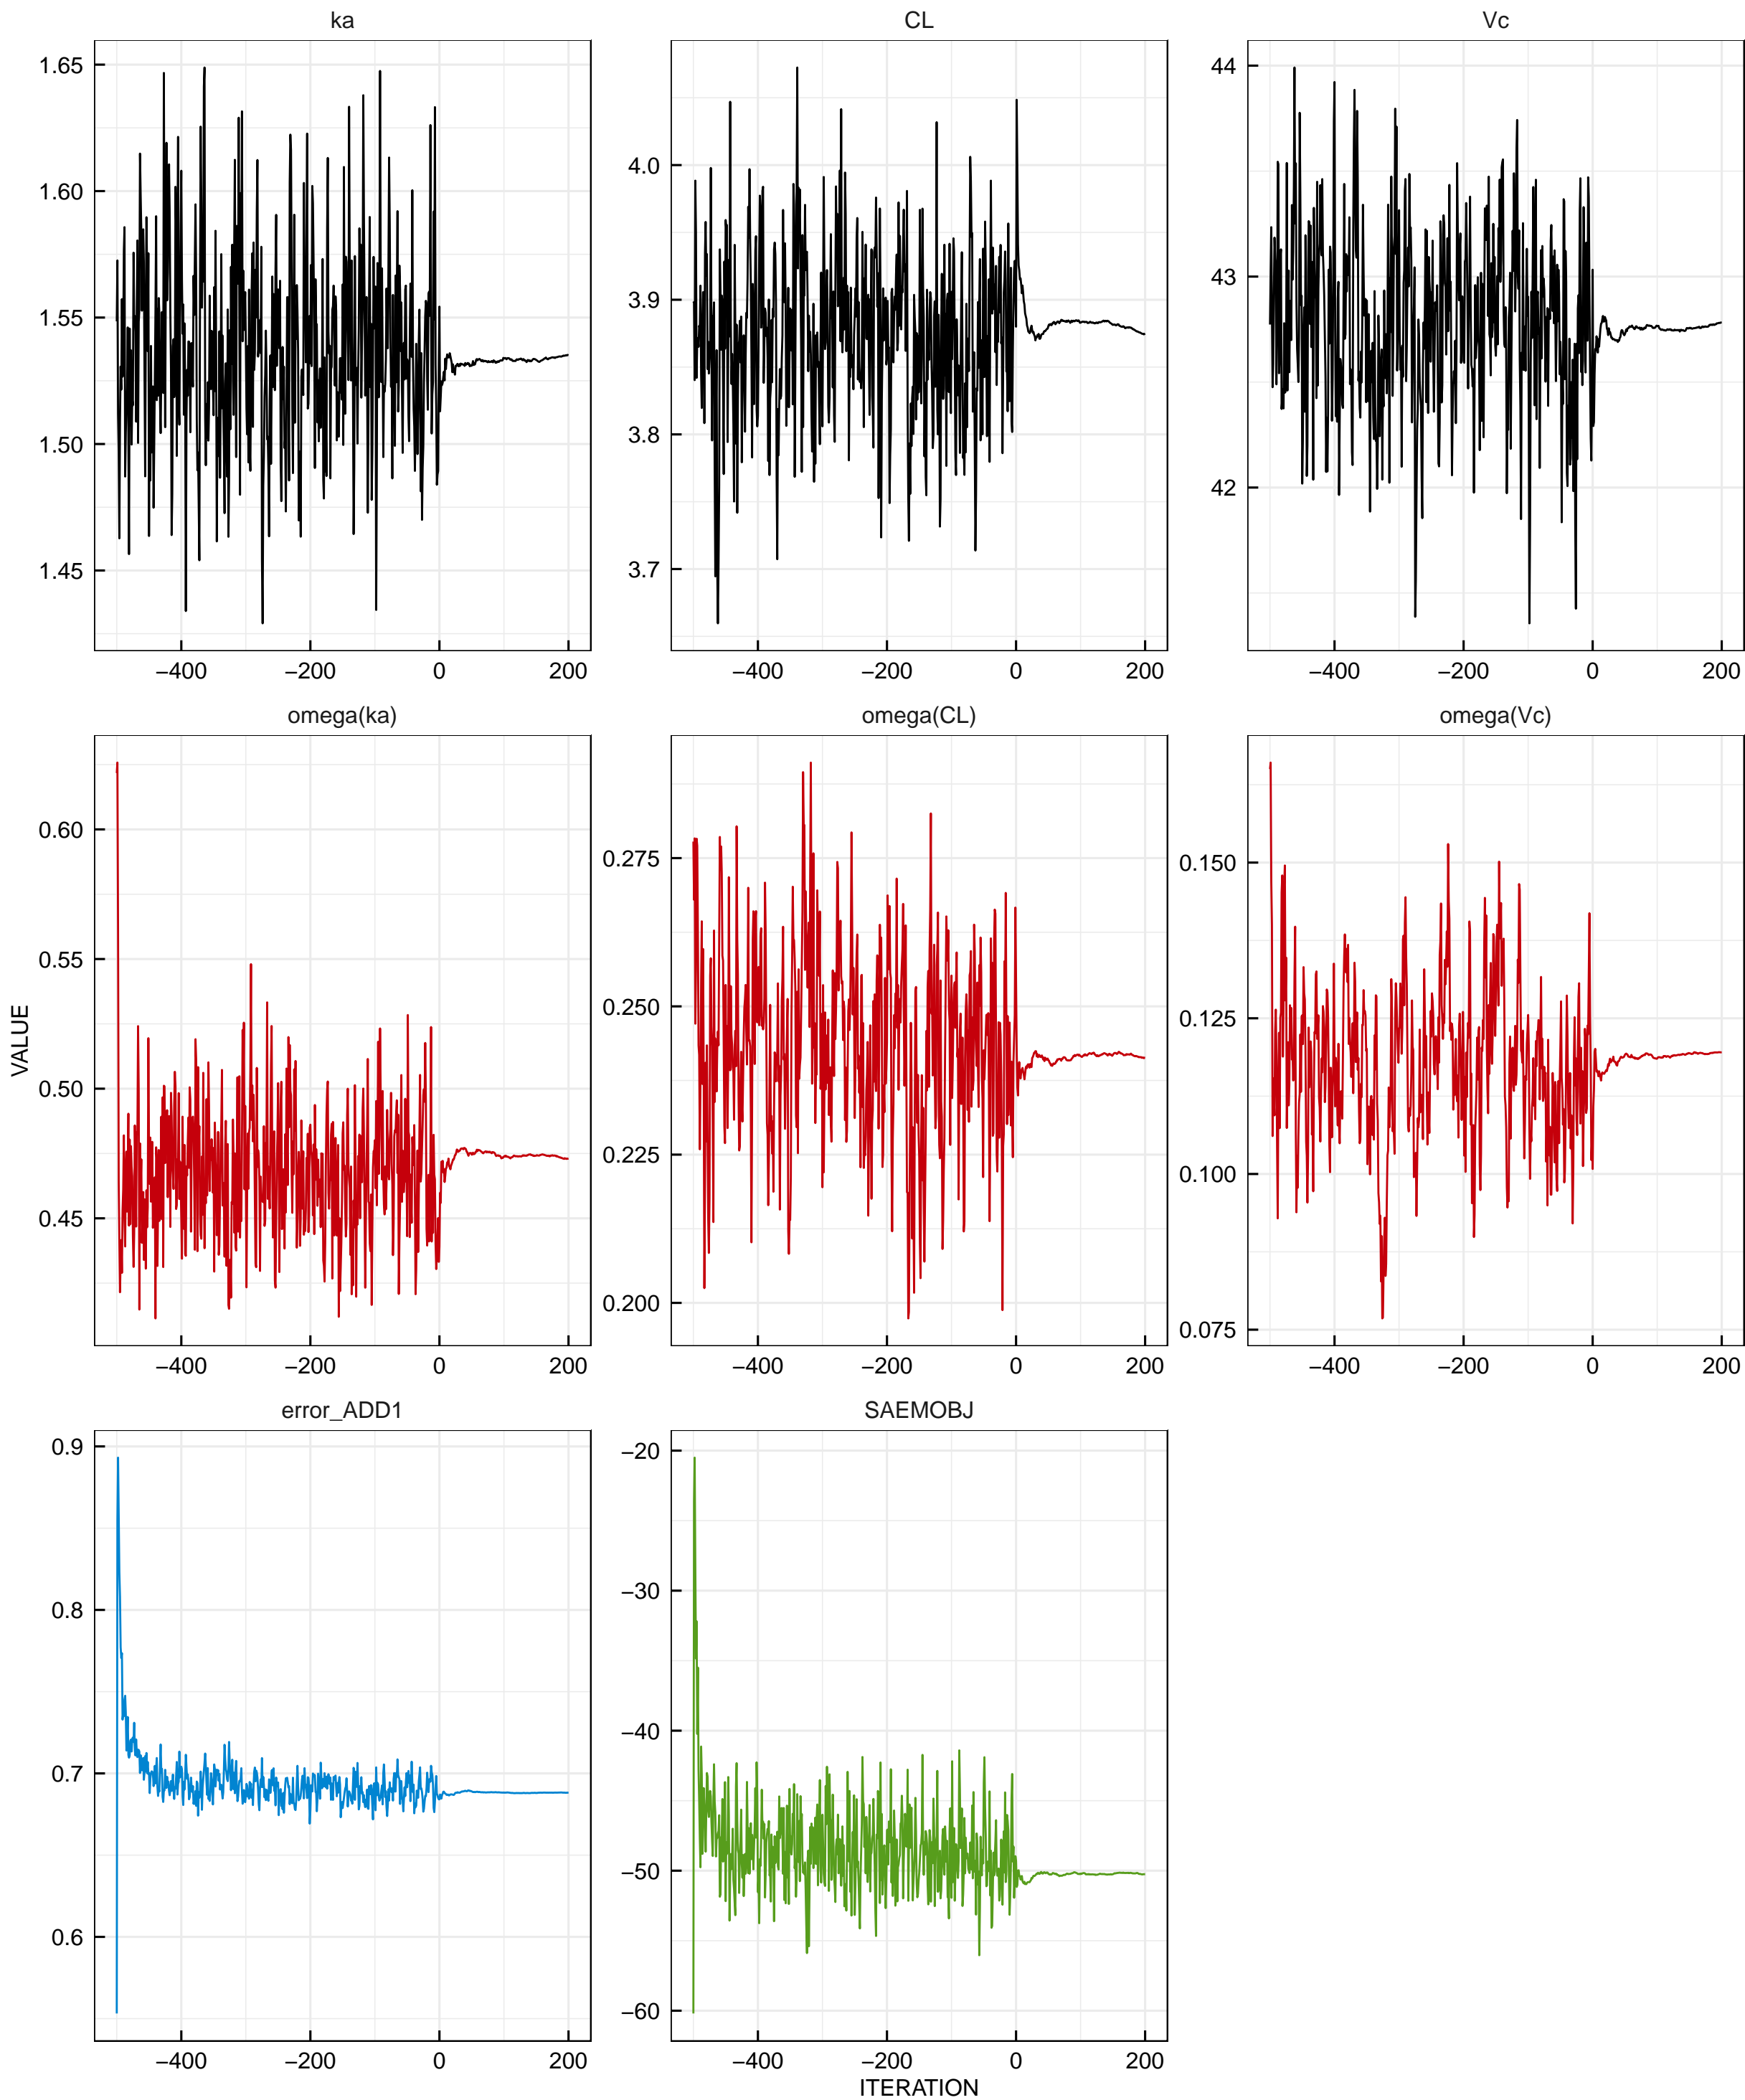 ka CL Vc
1.65 44
1.60 4.0
43
1.55 3.9
1.50 3.8
42
1.45 3.7
−400 −200 0 200 −400 −200 0 200 −400 −200 0 200
omega(ka) omega(CL) omega(Vc)
0.60 0.275 0.150
0.55 0.250 0.125
0.50 0.225 0.100
0.45 0.200 0.075
−400 −200 0 200 −400 −200 0 200 −400 −200 0 200
VALUE
error_ADD1 SAEMOBJ
0.9 −20
0.8 −30
−40
0.7 −50
0.6 −60
−400 −200 0 200 −400 −200 0 200
ITERATION